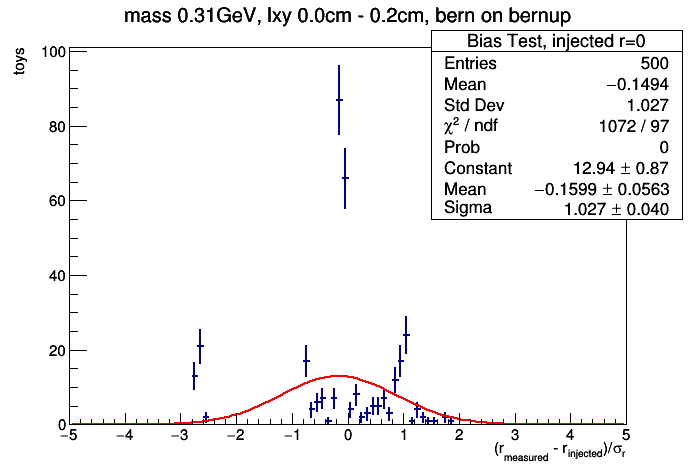 mass 0.31GeV, lxy 0.0cm - 0.2cm, bern on bernup
Bias Test, injected r=0
Entries 500
Mean −0.1494
Std Dev 1.027
χ² / ndf 1072 / 97
Prob 0
Constant 12.94 ± 0.87
Mean −0.1599 ± 0.0563
Sigma 1.027 ± 0.040
toys
100
80
60
40
20
0
−5 −4 −3 −2 −1 0 1 2 3 4 5
(r_measured - r_injected)/σ_r